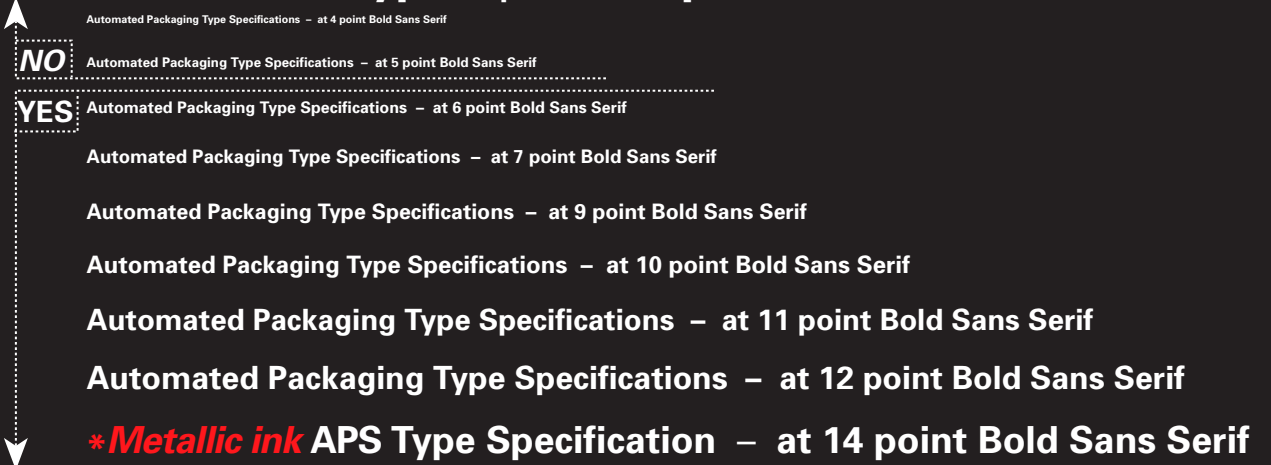 Automated Packaging Type Specifications – at 4 point Bold Sans Serif
NO Automated Packaging Type Specifications – at 5 point Bold Sans Serif
YES Automated Packaging Type Specifications – at 6 point Bold Sans Serif
Automated Packaging Type Specifications – at 7 point Bold Sans Serif
Automated Packaging Type Specifications – at 9 point Bold Sans Serif
Automated Packaging Type Specifications – at 10 point Bold Sans Serif
Automated Packaging Type Specifications – at 11 point Bold Sans Serif
Automated Packaging Type Specifications – at 12 point Bold Sans Serif
*Metallic ink APS Type Specification – at 14 point Bold Sans Serif